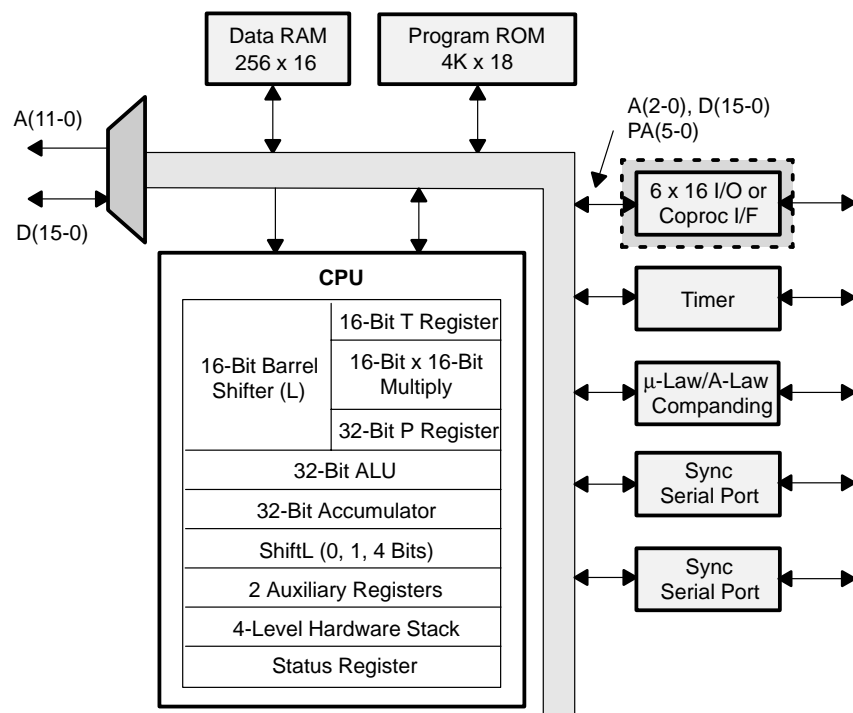 Data RAM
256 x 16
Program ROM
4K x 18
A(11-0)
D(15-0)
A(2-0), D(15-0)
PA(5-0)
6 x 16 I/O or
Coproc I/F
CPU
16-Bit Barrel
Shifter (L)
16-Bit T Register
16-Bit x 16-Bit
Multiply
32-Bit P Register
32-Bit ALU
32-Bit Accumulator
ShiftL (0, 1, 4 Bits)
2 Auxiliary Registers
4-Level Hardware Stack
Status Register
Timer
μ-Law/A-Law
Companding
Sync
Serial Port
Sync
Serial Port